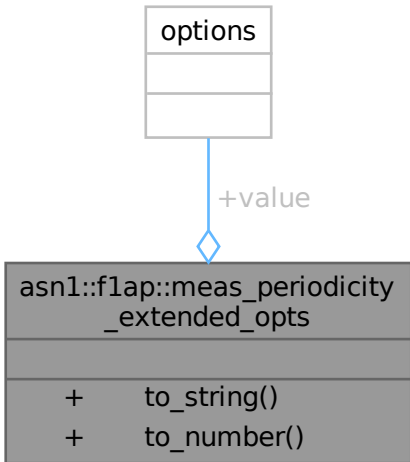 options
+value
asn1::f1ap::meas_periodicity
_extended_opts
+ to_string()
+ to_number()